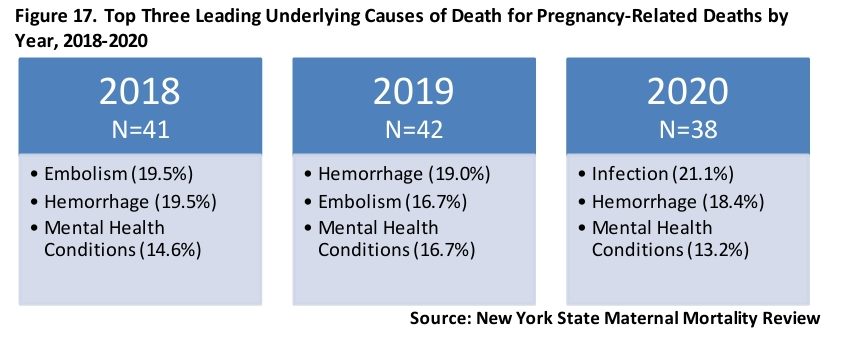 Figure 17. Top Three Leading Underlying Causes of Death for Pregnancy-Related Deaths by
Year, 2018-2020
2018
N=41
• Embolism (19.5%)
• Hemorrhage (19.5%)
• Mental Health
Conditions (14.6%)
2019
N=42
• Hemorrhage (19.0%)
• Embolism (16.7%)
• Mental Health
Conditions (16.7%)
2020
N=38
• Infection (21.1%)
• Hemorrhage (18.4%)
• Mental Health
Conditions (13.2%)
Source: New York State Maternal Mortality Review